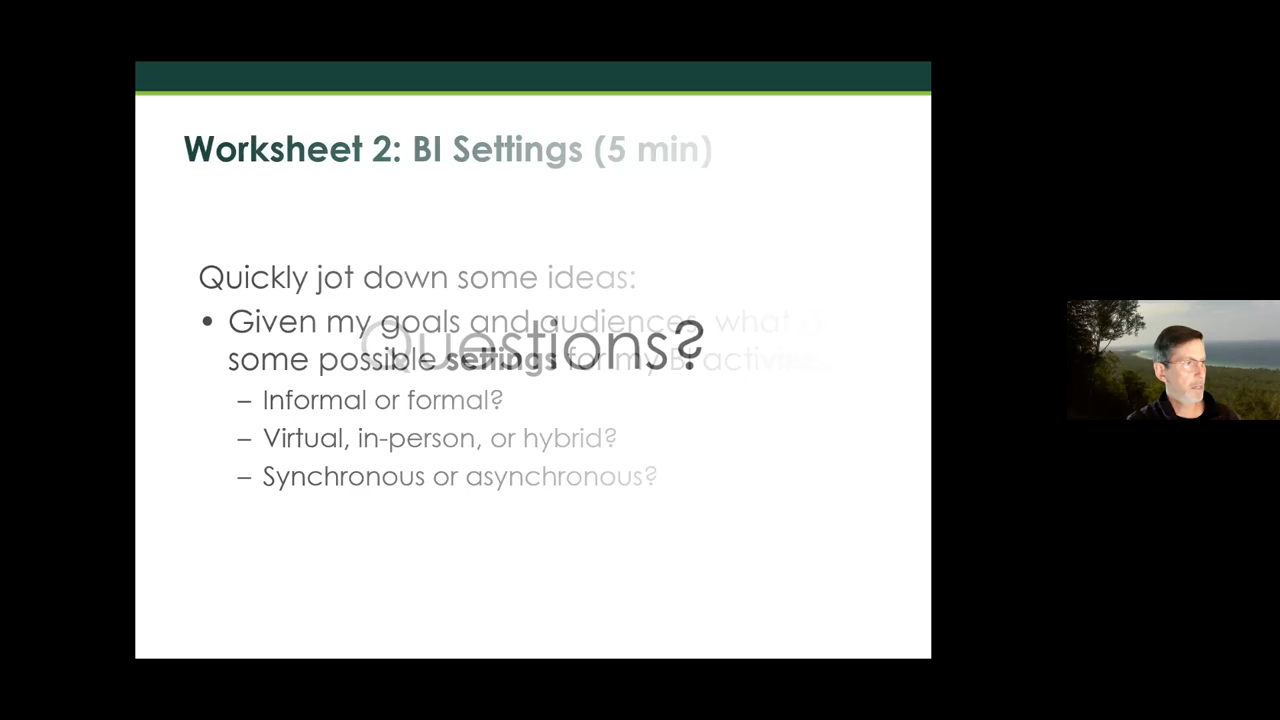 Worksheet 2: BI Settings (5 min)
Quickly jot down some ideas:
• Given my goals and audiences, what
some possible settings for my BI
Questions?
– Informal or formal?
– Virtual, in-person, or hybrid?
– Synchronous or asynchronous?